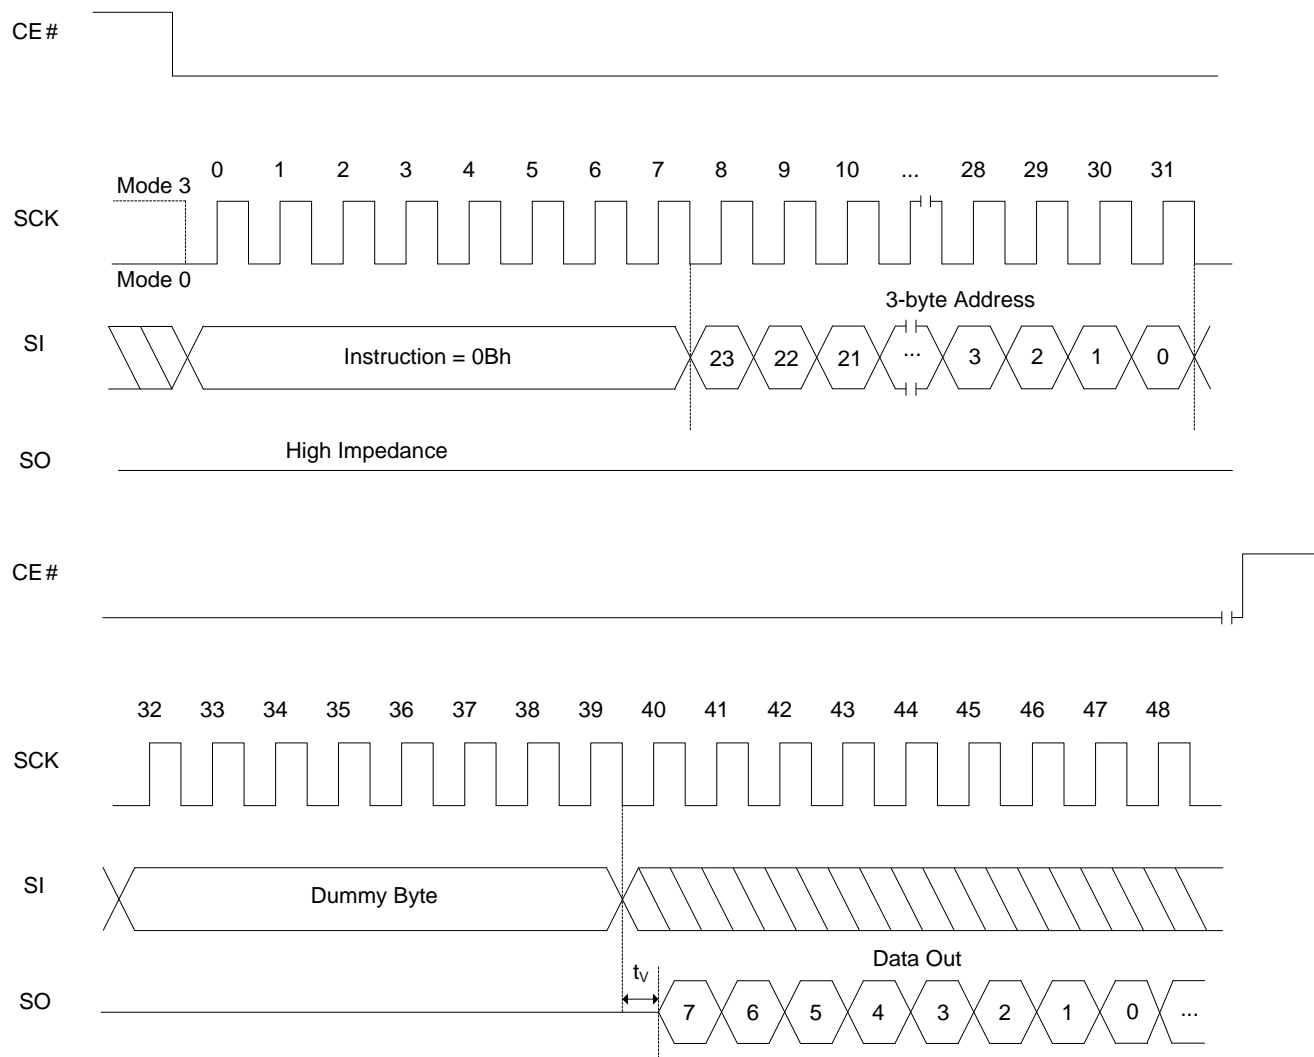 CE#
0 1 2 3 4 5 6 7 8 9 10 ... 28 29 30 31
Mode 3
SCK
Mode 0
3-byte Address
SI
Instruction = 0Bh
23 22 21 ... 3 2 1 0
High Impedance
SO
CE#
32 33 34 35 36 37 38 39 40 41 42 43 44 45 46 47 48
SCK
SI
Dummy Byte
Data Out
tV
SO
7 6 5 4 3 2 1 0 ...